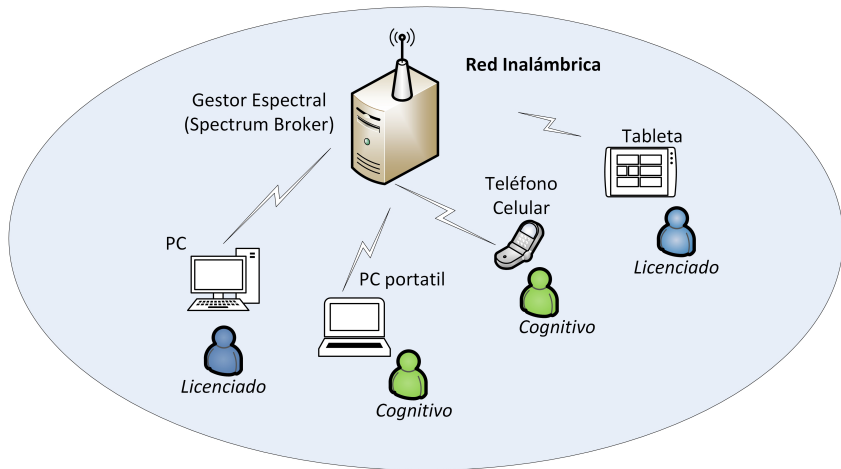 Red Inalámbrica
Gestor Espectral
(Spectrum Broker)
Tableta
Teléfono
Celular
PC
Licenciado
PC portatil
Cognitivo
Licenciado
Cognitivo